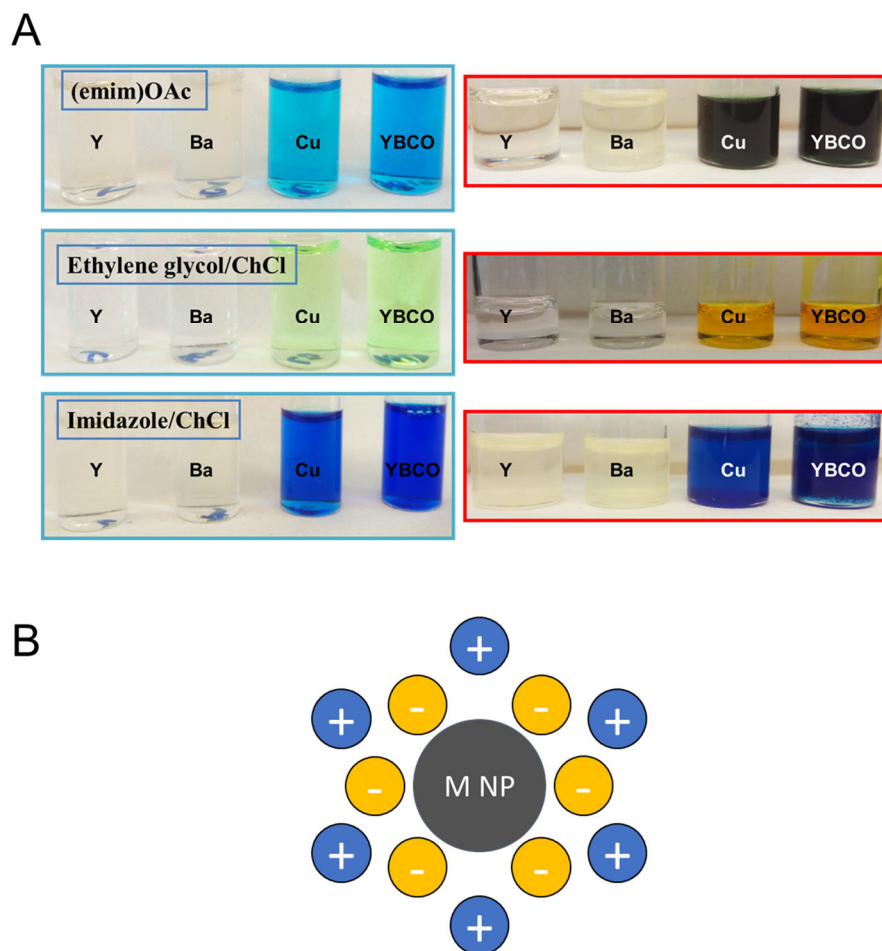 A
(emim)OAc
Y Ba Cu YBCO Y Ba Cu YBCO
Ethylene glycol/ChCl
Y Ba Cu YBCO Y Ba Cu YBCO
Imidazole/ChCl
Y Ba Cu YBCO Y Ba Cu YBCO
B
+
+ - - +
- M NP -
+ - - +
+